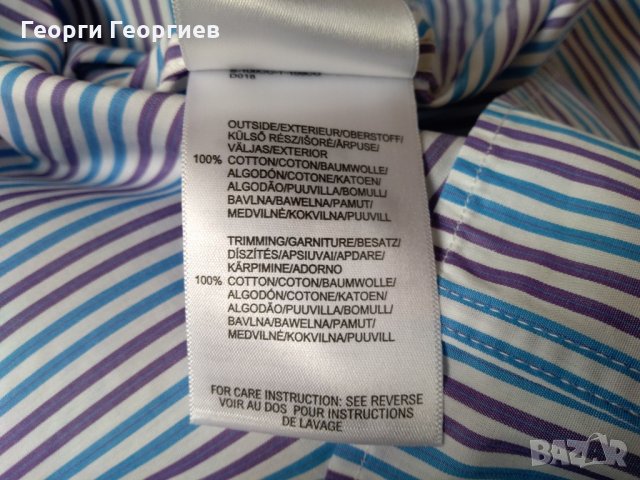 Георги Георгиев
D018
OUTSIDE/EXTERIEUR/OBERSTOFF/
KÜLSŐ RÉSZ/IŠORĖ/ĀRPUSE/
VÄLJAS/EXTERIOR
100% COTTON/COTON/BAUMWOLLE/
ALGODÓN/COTONE/KATOEN/
ALGODÃO/PUUVILLA/BOMULL/
BAVLNA/BAWELNA/PAMUT/
MEDVILNĖ/KOKVILNA/PUUVILL
TRIMMING/GARNITURE/BESATZ/
DÍSZÍTÉS/APSIUVAI/APDARE/
KÄRPIMINE/ADORNO
100% COTTON/COTON/BAUMWOLLE/
ALGODÓN/COTONE/KATOEN/
ALGODÃO/PUUVILLA/BOMULL/
BAVLNA/BAWELNA/PAMUT/
MEDVILNĖ/KOKVILNA/PUUVILL
FOR CARE INSTRUCTION: SEE REVERSE
VOIR AU DOS POUR INSTRUCTIONS
DE LAVAGE
BAZAR